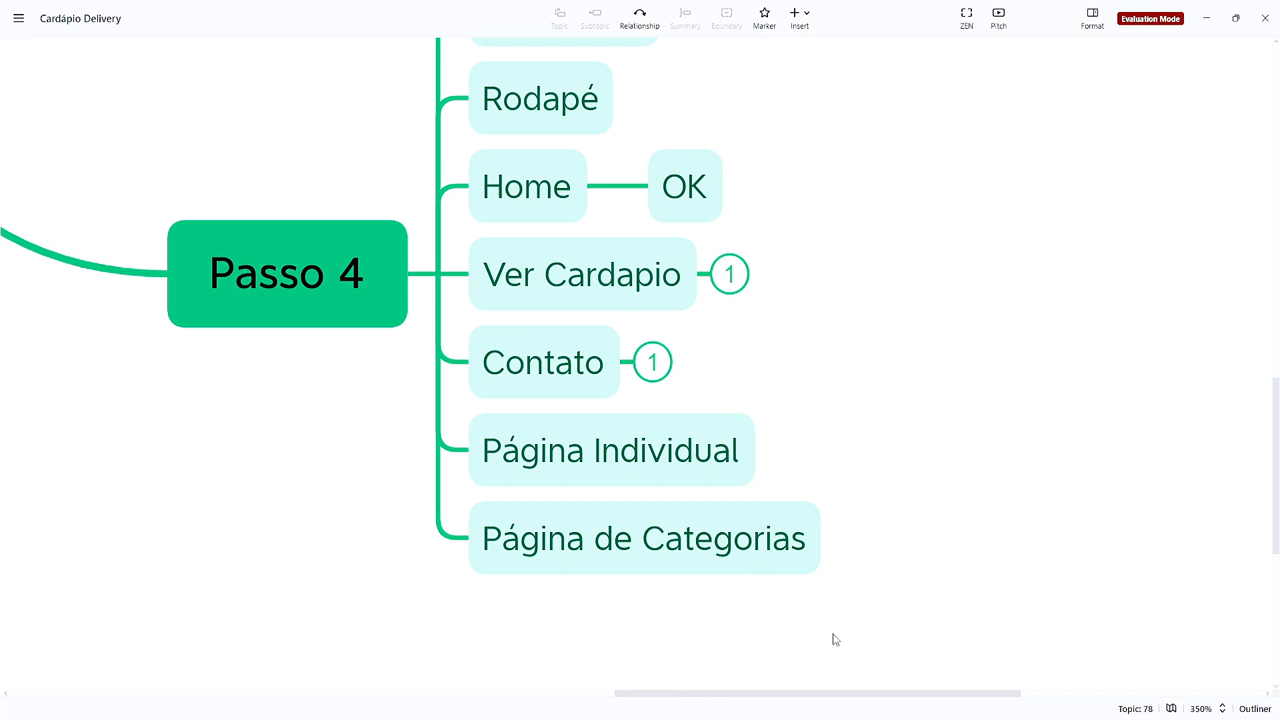 Cardápio Delivery
Topic
Subtopic
Relationship
Summary
Boundary
Marker
Insert
ZEN
Pitch
Format
Evaluation Mode
Rodapé
Home
OK
Passo 4
Ver Cardapio
1
Contato
1
Página Individual
Página de Categorias
Topic: 78
350%
Outliner